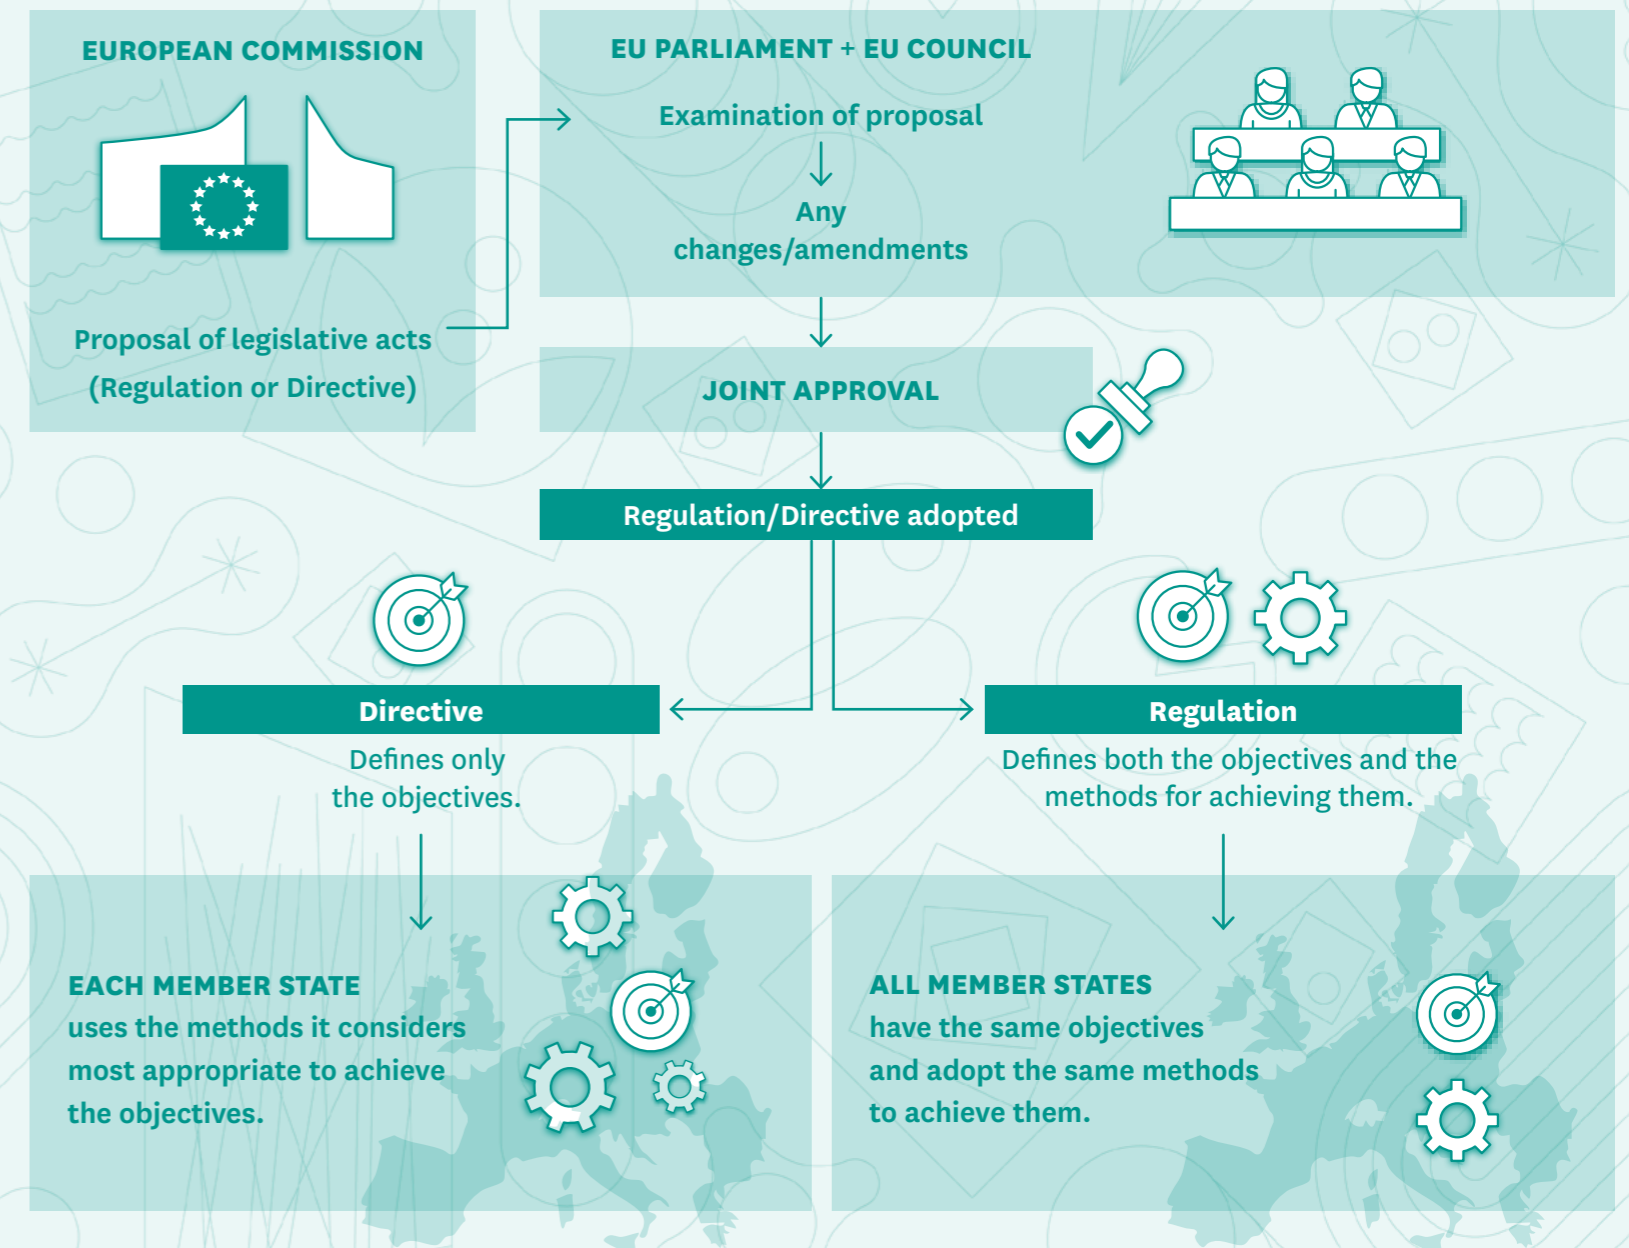 EUROPEAN COMMISSION
Proposal of legislative acts
(Regulation or Directive)
EU PARLIAMENT + EU COUNCIL
Examination of proposal
Any
changes/amendments
JOINT APPROVAL
Regulation/Directive adopted
Directive
Defines only
the objectives.
Regulation
Defines both the objectives and the
methods for achieving them.
EACH MEMBER STATE
uses the methods it considers
most appropriate to achieve
the objectives.
ALL MEMBER STATES
have the same objectives
and adopt the same methods
to achieve them.